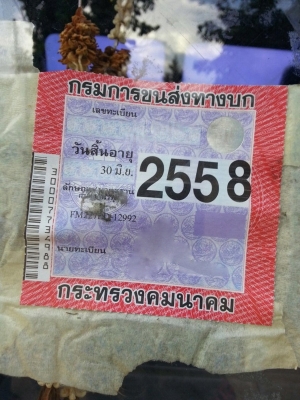 กรมการขนส่งทางบก
เลขทะเบียน
วันสิ้นอายุ
30 มิ.ย.
2558
12992
นายทะเบียน
กระทรวงคมนาคม